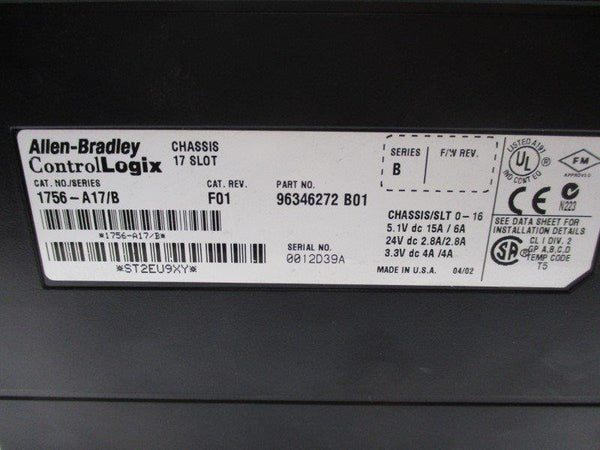 Allen-Bradley
ControlLogix
CHASSIS
17 SLOT
CAT. NO./SERIES
1756-A17/B
CAT. REV.
F01
PART NO.
96346272 B01
*1756-A17/B*
*ST2EU9XY*
SERIAL NO.
0012D39A
SERIES
B
F/W REV.
CHASSIS/SLT 0-16
5.1V dc 15A / 6A
24V dc 2.8A/2.8A
3.3V dc 4A /4A
MADE IN U.S.A. 04/02
LISTED A191
UL
IND CONT EQ
FM
APPROVED
CE
N223
SEE DATA SHEET FOR
INSTALLATION DETAILS
SA
CL I DIV. 2
GP A,B,C,D
TEMP CODE
T5